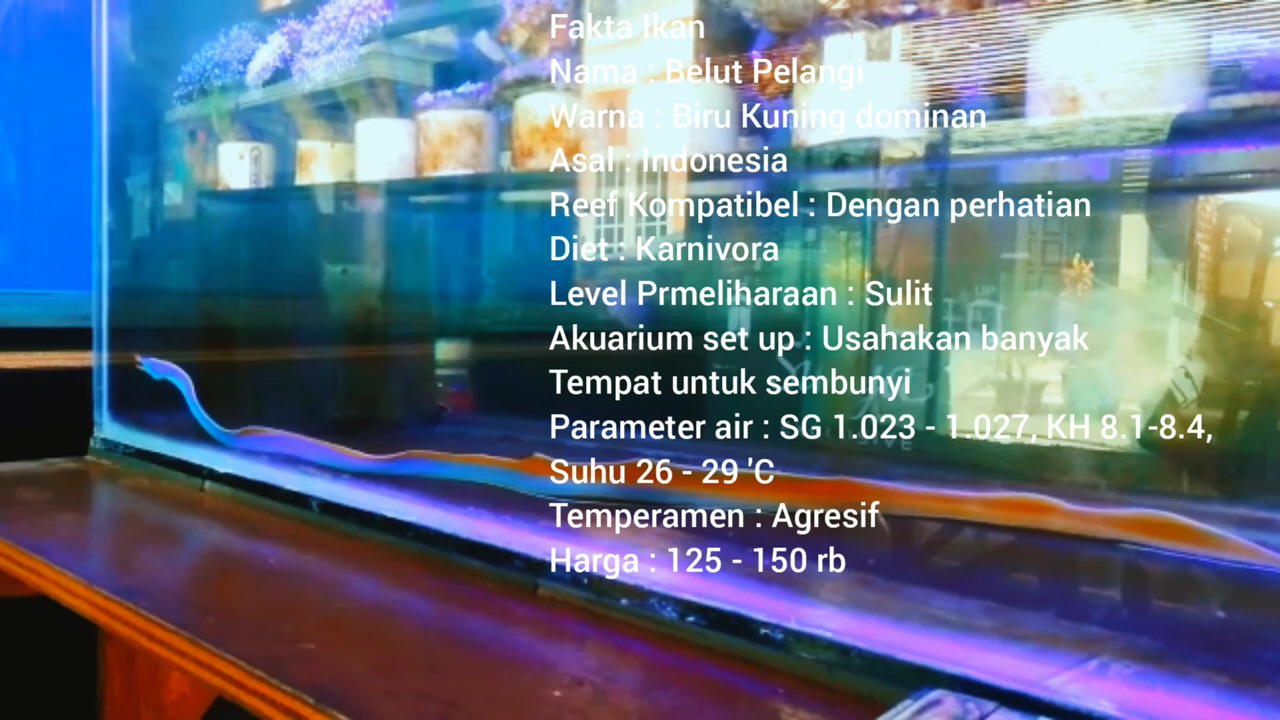 Fakta Ikan
Nama : Belut Pelangi
Warna : Biru Kuning dominan
Asal : Indonesia
Reef Kompatibel : Dengan perhatian
Diet : Karnivora
Level Prmeliharaan : Sulit
Akuarium set up : Usahakan banyak
Tempat untuk sembunyi
Parameter air : SG 1.023 - 1.027, KH 8.1-8.4,
Suhu 26 - 29 'C
Temperamen : Agresif
Harga : 125 - 150 rb